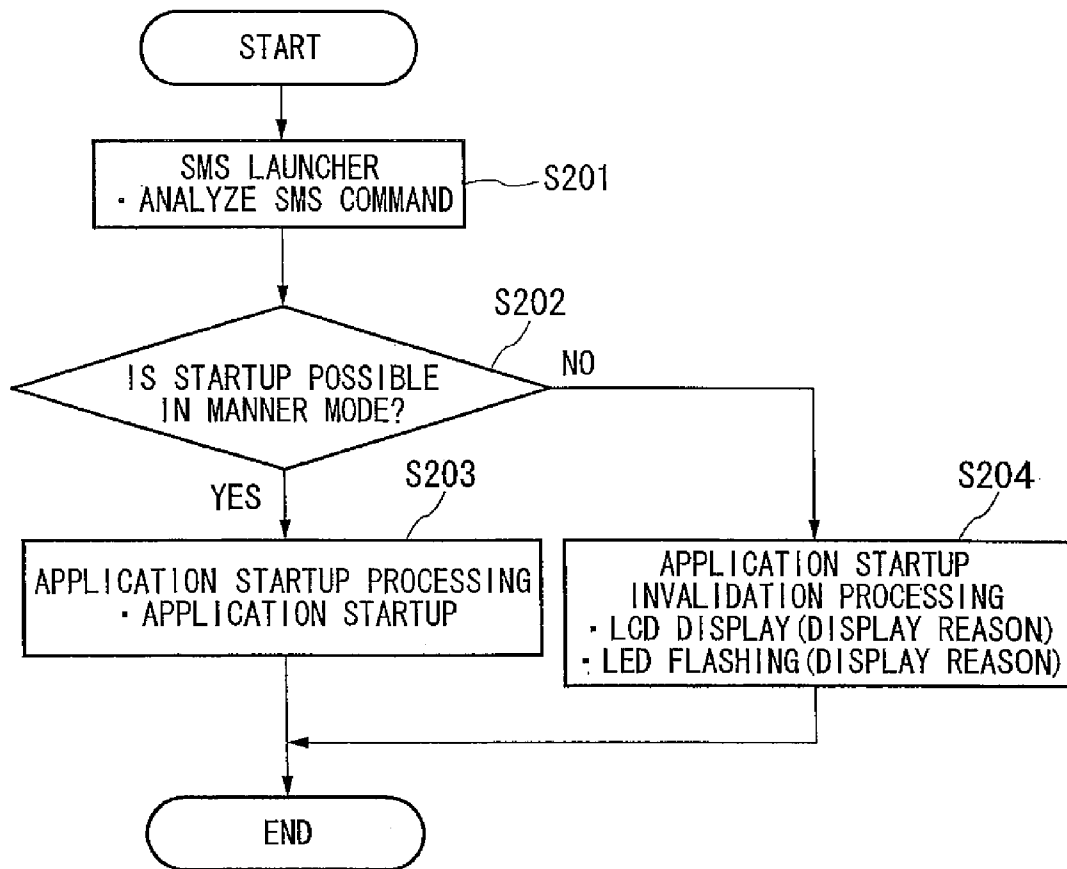 START
SMS LAUNCHER
・ANALYZE SMS COMMAND
S201
S202
IS STARTUP POSSIBLE
IN MANNER MODE?
NO
YES
S203
S204
APPLICATION STARTUP PROCESSING
・APPLICATION STARTUP
APPLICATION STARTUP
INVALIDATION PROCESSING
・LCD DISPLAY(DISPLAY REASON)
・LED FLASHING(DISPLAY REASON)
END